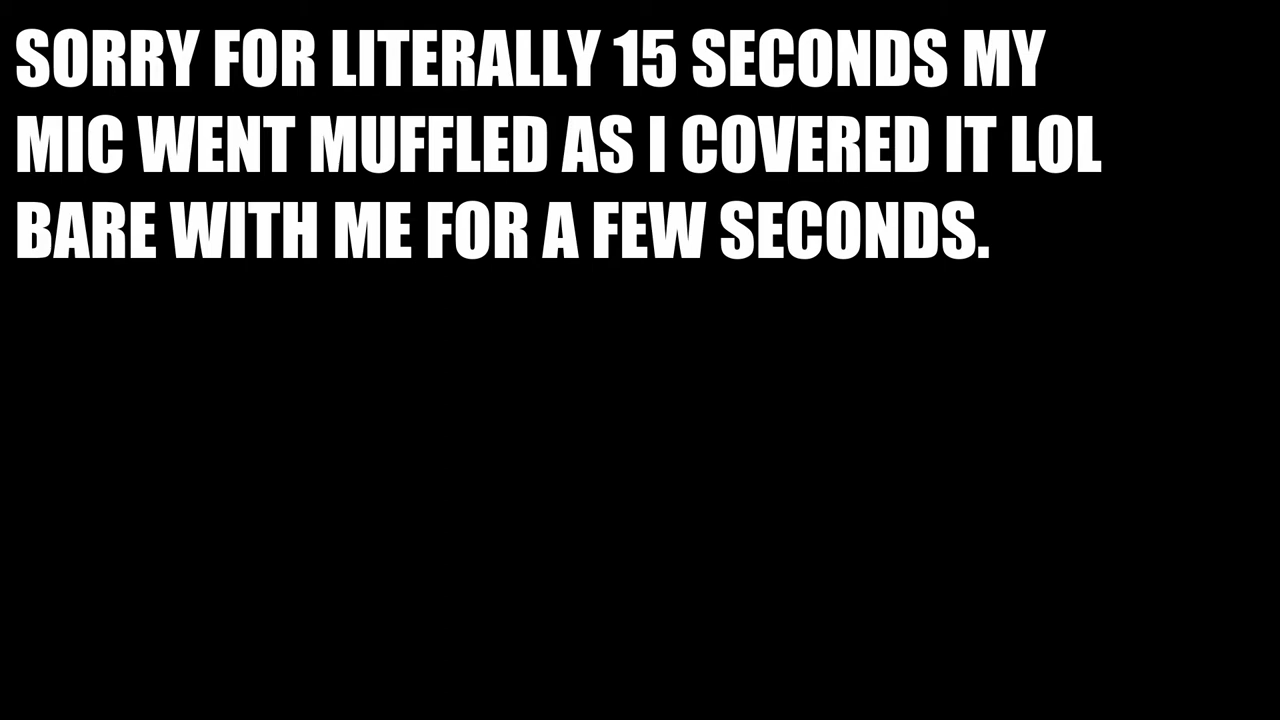 SORRY FOR LITERALLY 15 SECONDS MY
MIC WENT MUFFLED AS I COVERED IT LOL
BARE WITH ME FOR A FEW SECONDS.